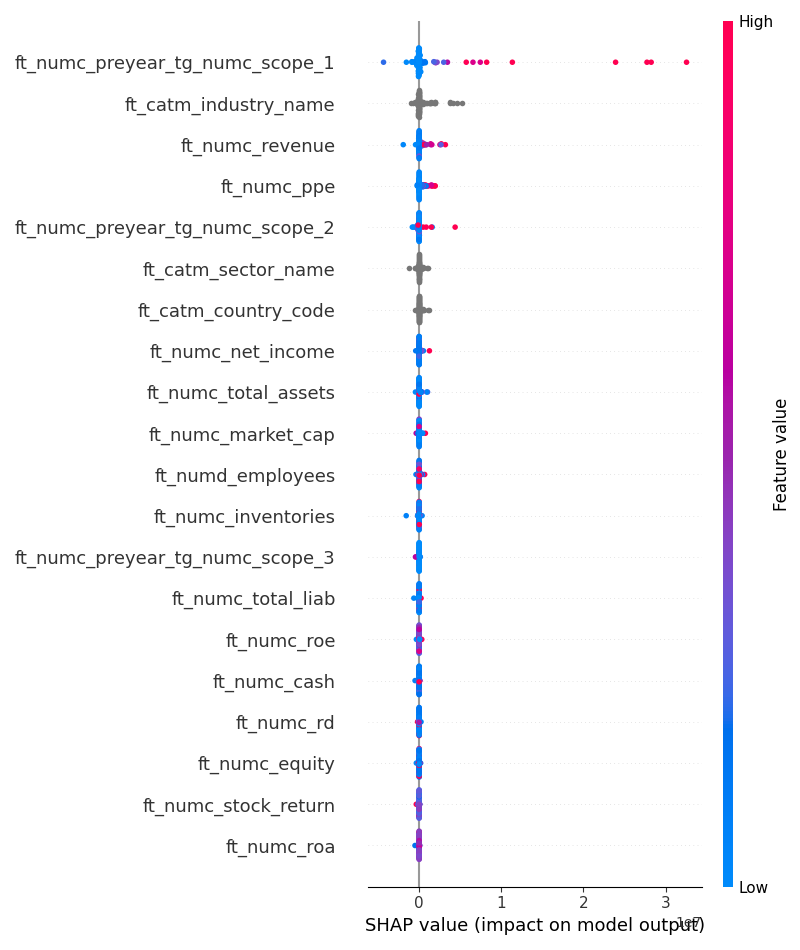 High
ft_numc_preyear_tg_numc_scope_1
ft_catm_industry_name
ft_numc_revenue
ft_numc_ppe
ft_numc_preyear_tg_numc_scope_2
ft_catm_sector_name
ft_catm_country_code
ft_numc_net_income
ft_numc_total_assets
ft_numc_market_cap
ft_numd_employees
ft_numc_inventories
ft_numc_preyear_tg_numc_scope_3
ft_numc_total_liab
ft_numc_roe
ft_numc_cash
ft_numc_rd
ft_numc_equity
ft_numc_stock_return
ft_numc_roa
Feature value
Low
0 1 2 3
1e7
SHAP value (impact on model output)